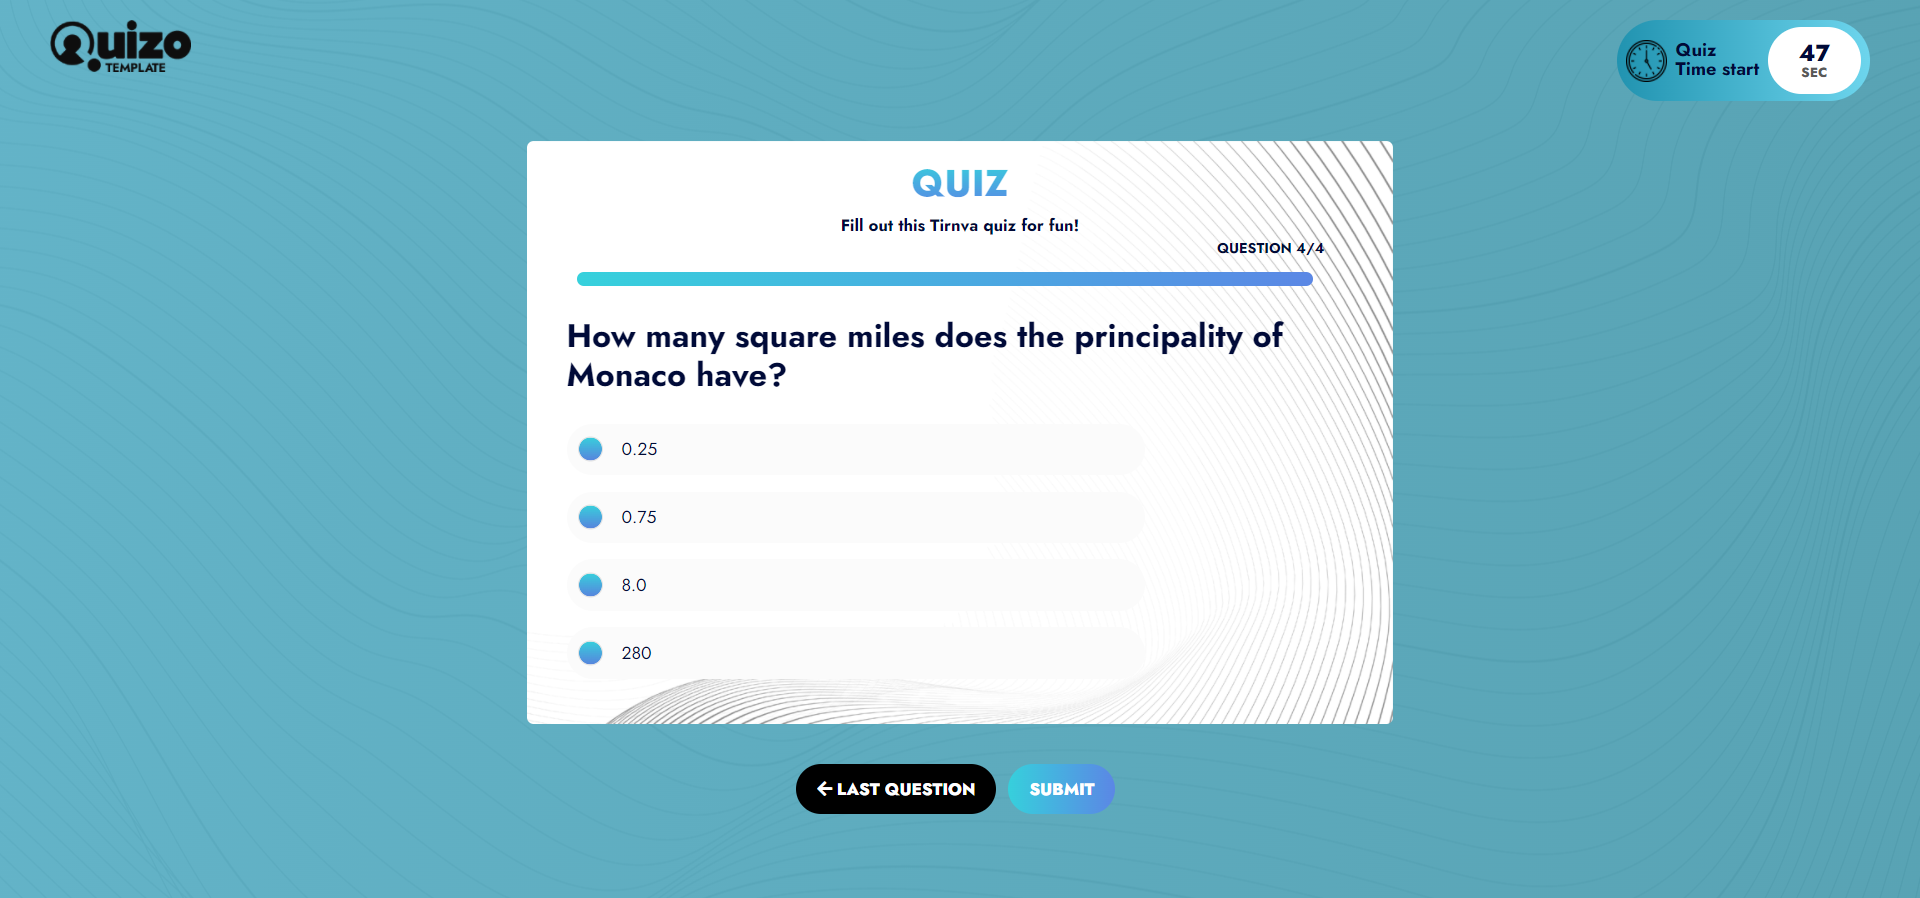 Quizo
TEMPLATE
Quiz
Time start
47
SEC
QUIZ
Fill out this Tirnva quiz for fun!
QUESTION 4/4
How many square miles does the principality of
Monaco have?
0.25
0.75
8.0
280
LAST QUESTION
SUBMIT